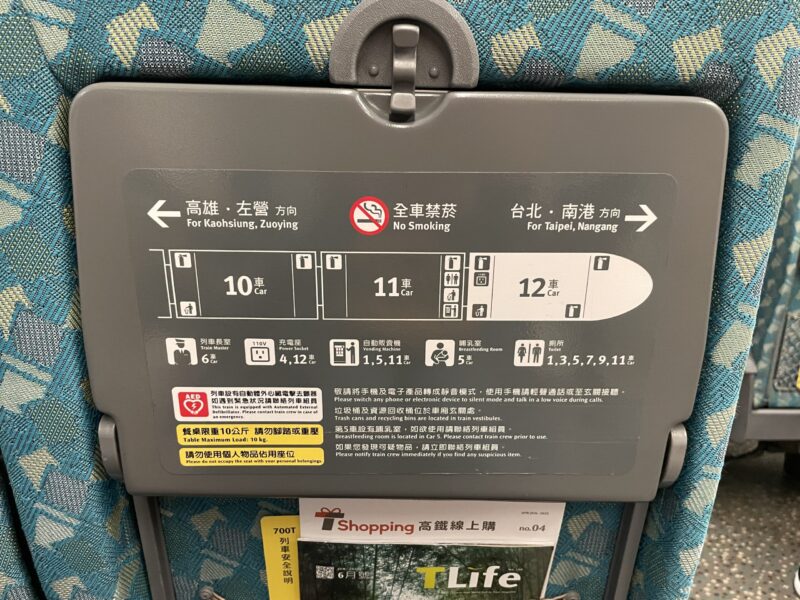 高雄・左營 方向
For Kaohsiung, Zuoying
全車禁菸
No Smoking
台北・南港 方向
For Taipei, Nangang
10 車
Car
11 車
Car
12 車
Car
列車長室
Train Master
6 車
Car
110V
充電座
Power Socket
4, 12 車
Car
自動販賣機
Vending Machine
1, 5, 11 車
Car
哺乳室
Breastfeeding Room
5 車
Car
廁所
Toilet
1, 3, 5, 7, 9, 11 車
Car
AED
列車設有自動體外心臟電擊去顫器
如遇到緊急狀況請聯絡列車組員
This train is equipped with Automated External
Defibrillator. Please contact train crew in case of
an emergency.
餐桌限重10公斤 請勿腳踏或重壓
Table Maximum Load: 10 kg.
請勿使用個人物品佔用座位
Please do not occupy the seat with your personal belongings
敬請將手機及電子產品轉成靜音模式，使用手機請輕聲通話或至玄關接聽。
Please switch any phone or electronic device to silent mode and talk in a low voice during calls.
垃圾桶及資源回收桶位於車廂玄關處。
Trash cans and recycling bins are located in train vestibules.
第5車設有哺乳室，如欲使用請聯絡列車組員。
Breastfeeding room is located in Car 5. Please contact train crew prior to use.
如果您發現可疑物品，請立即聯絡列車組員。
Please notify train crew immediately if you find any suspicious item.
Shopping 高鐵線上購
no.04
700T
列車安全說明
6月號
TLife